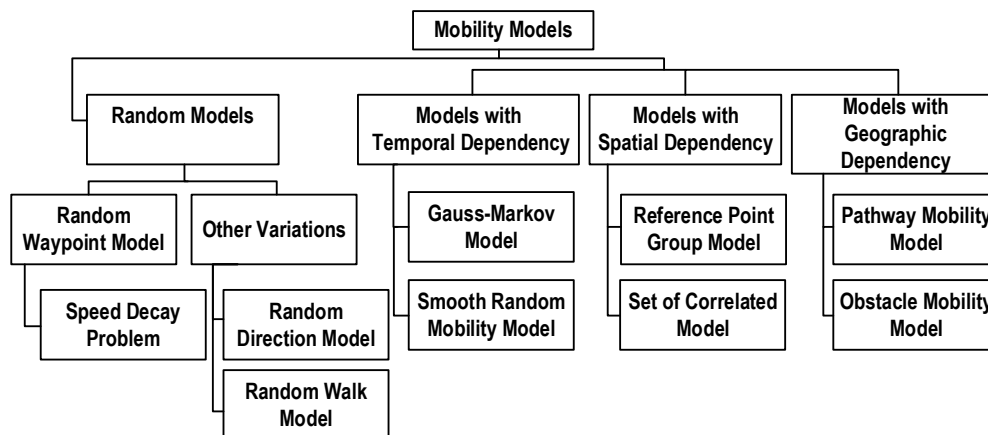 Mobility Models
Random Models
Models with
Temporal Dependency
Models with
Spatial Dependency
Models with
Geographic
Dependency
Random
Waypoint Model
Other Variations
Gauss-Markov
Model
Reference Point
Group Model
Pathway Mobility
Model
Speed Decay
Problem
Random
Direction Model
Smooth Random
Mobility Model
Set of Correlated
Model
Obstacle Mobility
Model
Random Walk
Model